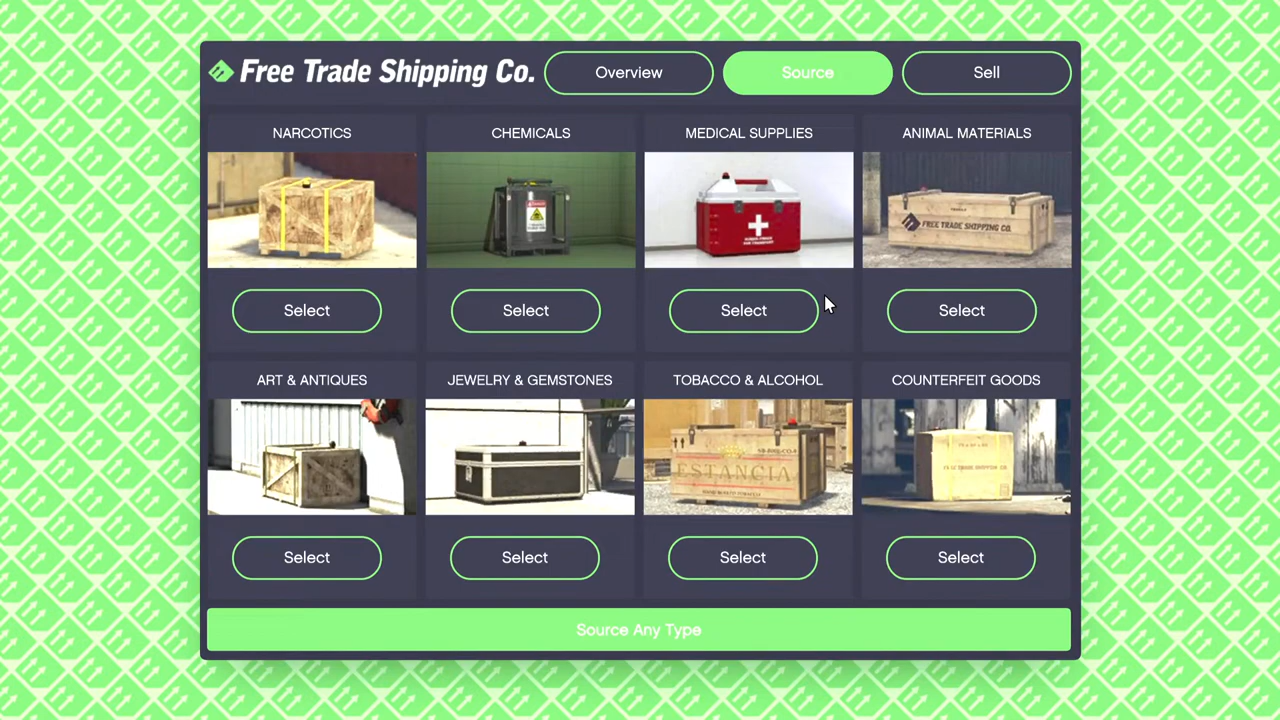 Free Trade Shipping Co.
Overview
Source
Sell
NARCOTICS
CHEMICALS
MEDICAL SUPPLIES
ANIMAL MATERIALS
FREE TRADE SHIPPING CO.
Select
Select
Select
Select
ART & ANTIQUES
JEWELRY & GEMSTONES
TOBACCO & ALCOHOL
COUNTERFEIT GOODS
ESTANCIA
Select
Select
Select
Select
Source Any Type